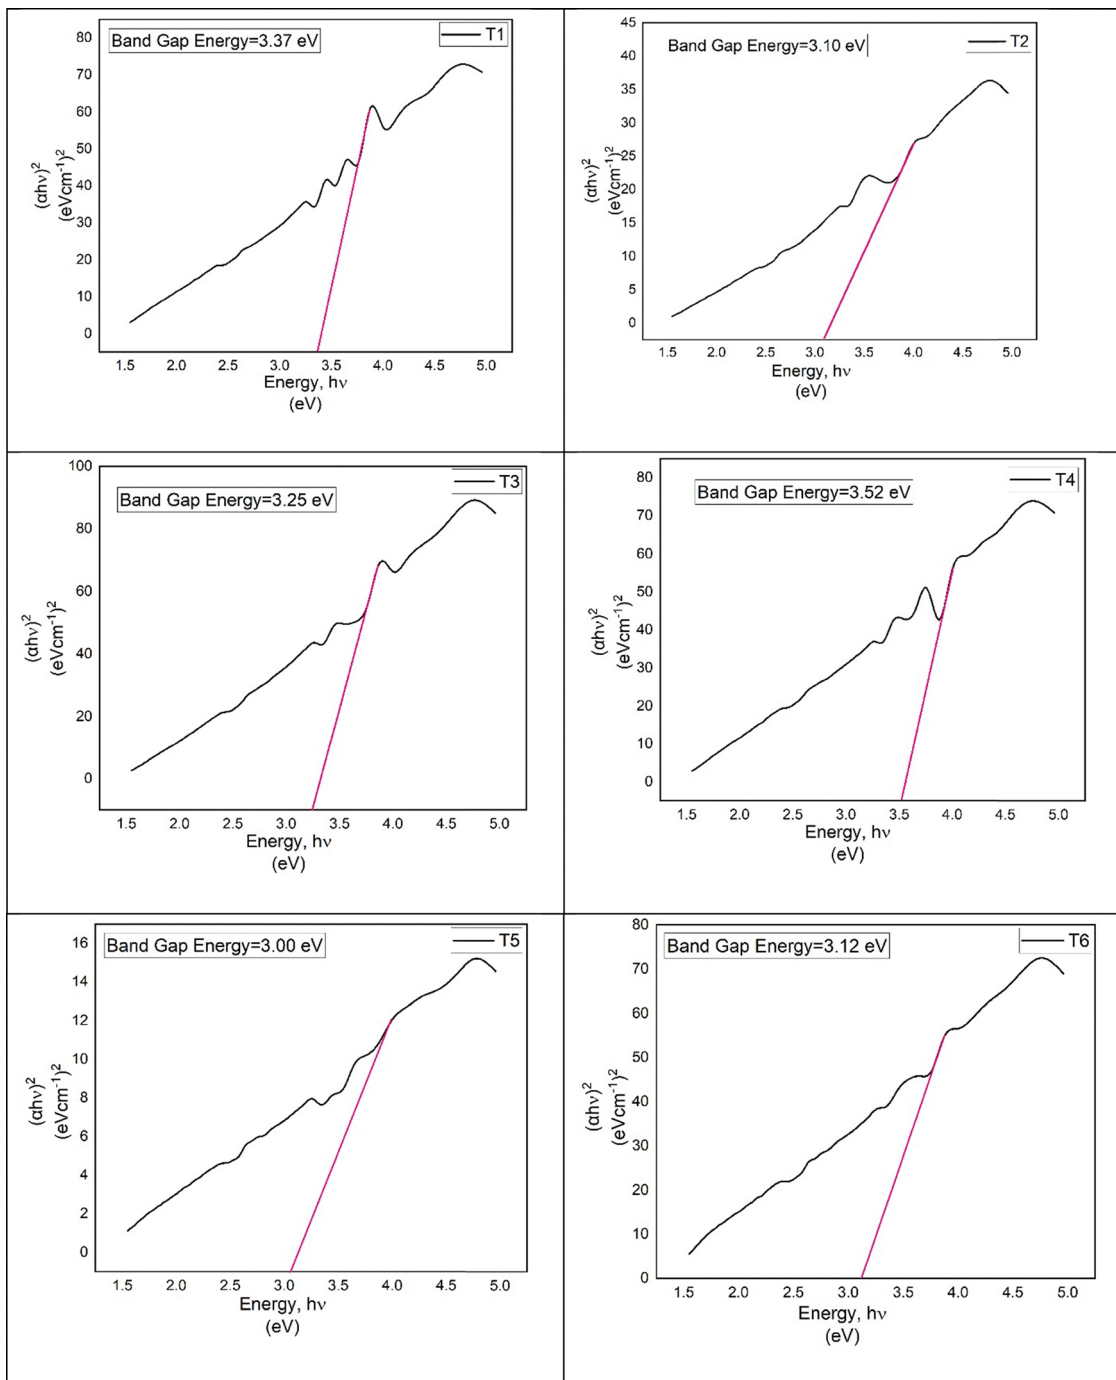 Band Gap Energy=3.37 eV
T1
80
70
60
50
40
30
20
10
0
(αhν)²
(eVcm⁻¹)²
1.5 2.0 2.5 3.0 3.5 4.0 4.5 5.0
Energy, hν
(eV)
Band Gap Energy=3.10 eV
T2
45
40
35
30
25
20
15
10
5
0
(αhν)²
(eVcm⁻¹)²
1.5 2.0 2.5 3.0 3.5 4.0 4.5 5.0
Energy, hν
(eV)
Band Gap Energy=3.25 eV
T3
100
80
60
40
20
0
(αhν)²
(eVcm⁻¹)²
1.5 2.0 2.5 3.0 3.5 4.0 4.5 5.0
Energy, hν
(eV)
Band Gap Energy=3.52 eV
T4
80
70
60
50
40
30
20
10
0
(αhν)²
(eVcm⁻¹)²
1.5 2.0 2.5 3.0 3.5 4.0 4.5 5.0
Energy, hν
(eV)
Band Gap Energy=3.00 eV
T5
16
14
12
10
8
6
4
2
0
(αhν)²
(eVcm⁻¹)²
1.5 2.0 2.5 3.0 3.5 4.0 4.5 5.0
Energy, hν
(eV)
Band Gap Energy=3.12 eV
T6
80
70
60
50
40
30
20
10
0
(αhν)²
(eVcm⁻¹)²
1.5 2.0 2.5 3.0 3.5 4.0 4.5 5.0
Energy, hν
(eV)